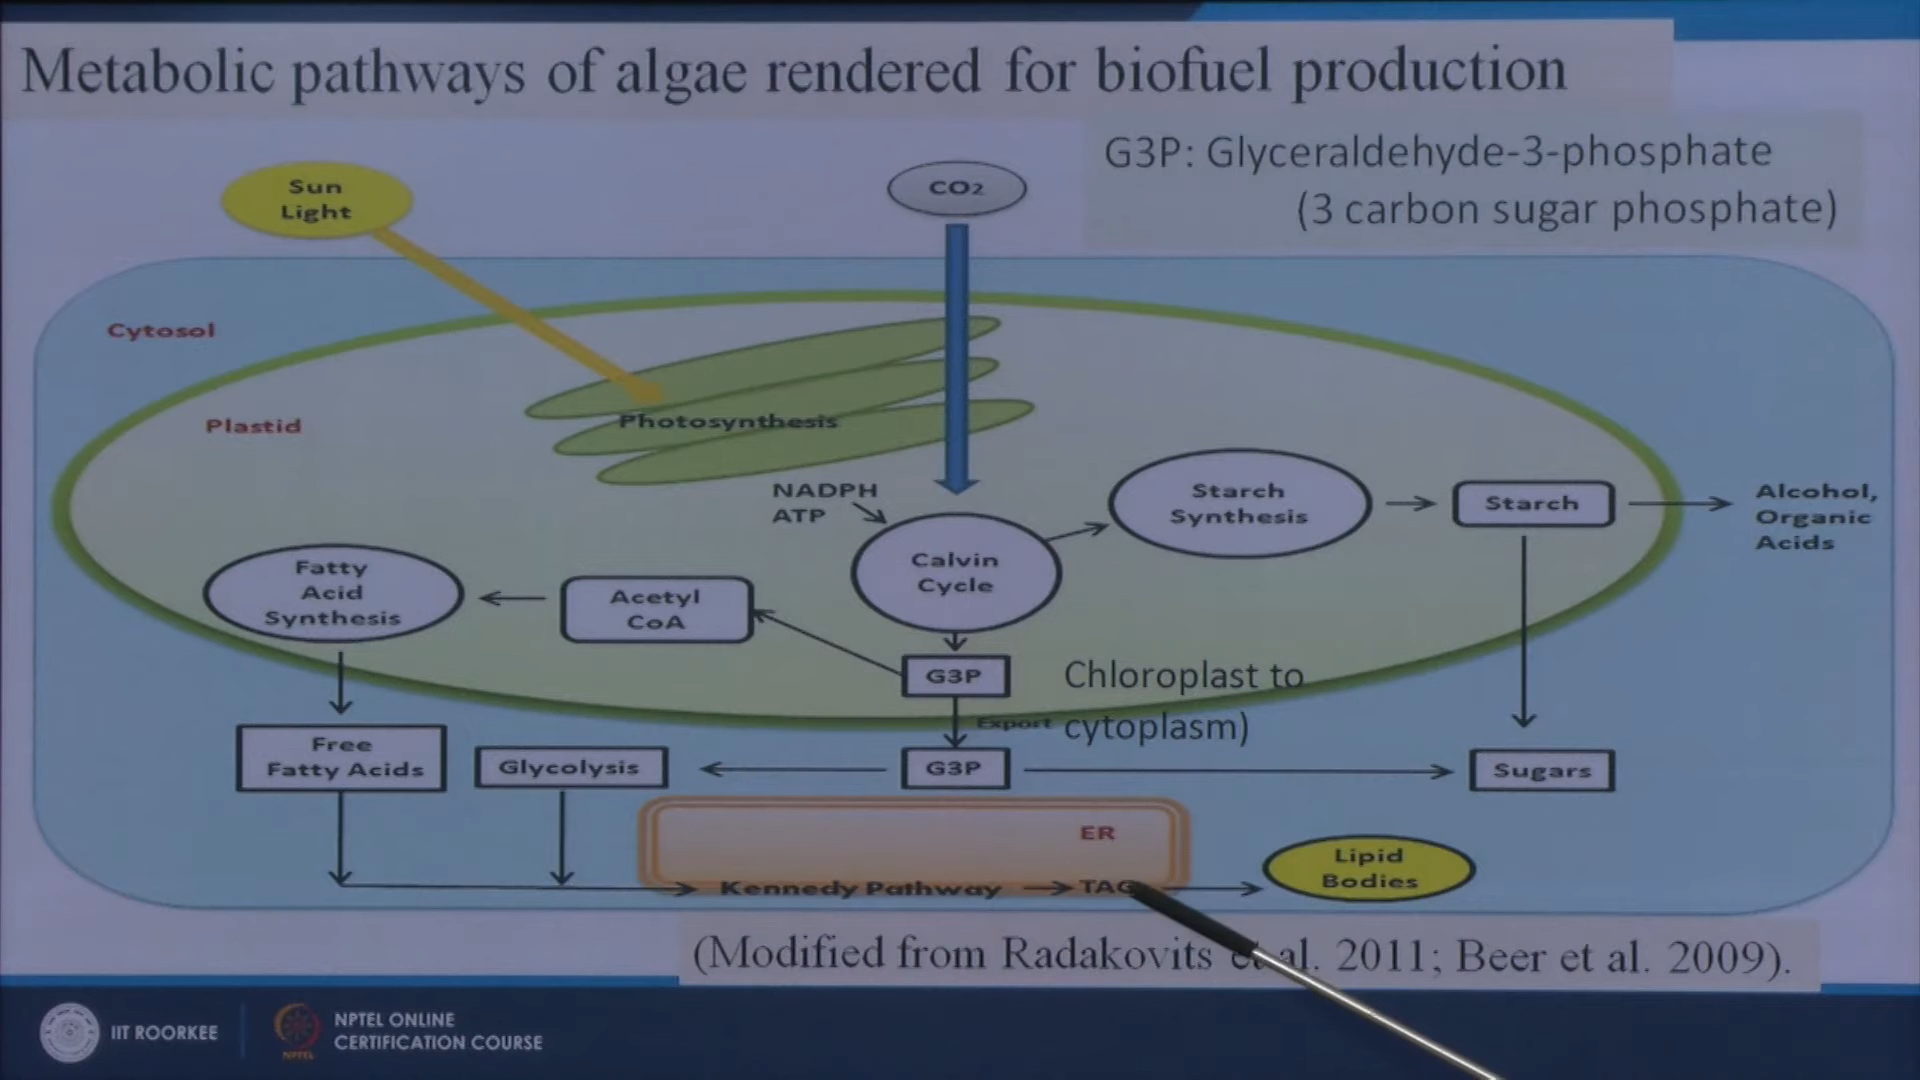 Metabolic pathways of algae rendered for biofuel production
G3P: Glyceraldehyde-3-phosphate
(3 carbon sugar phosphate)
Sun
Light
CO2
Cytosol
Plastid
Photosynthesis
NADPH
ATP
Calvin
Cycle
Starch
Synthesis
Starch
Alcohol,
Organic
Acids
Fatty
Acid
Synthesis
Acetyl
CoA
G3P
Chloroplast to
Export
cytoplasm)
Free
Fatty Acids
Glycolysis
G3P
Sugars
ER
Kennedy Pathway
TAG
Lipid
Bodies
(Modified from Radakovits et al. 2011; Beer et al. 2009).
IIT ROORKEE
NPTEL
NPTEL ONLINE
CERTIFICATION COURSE